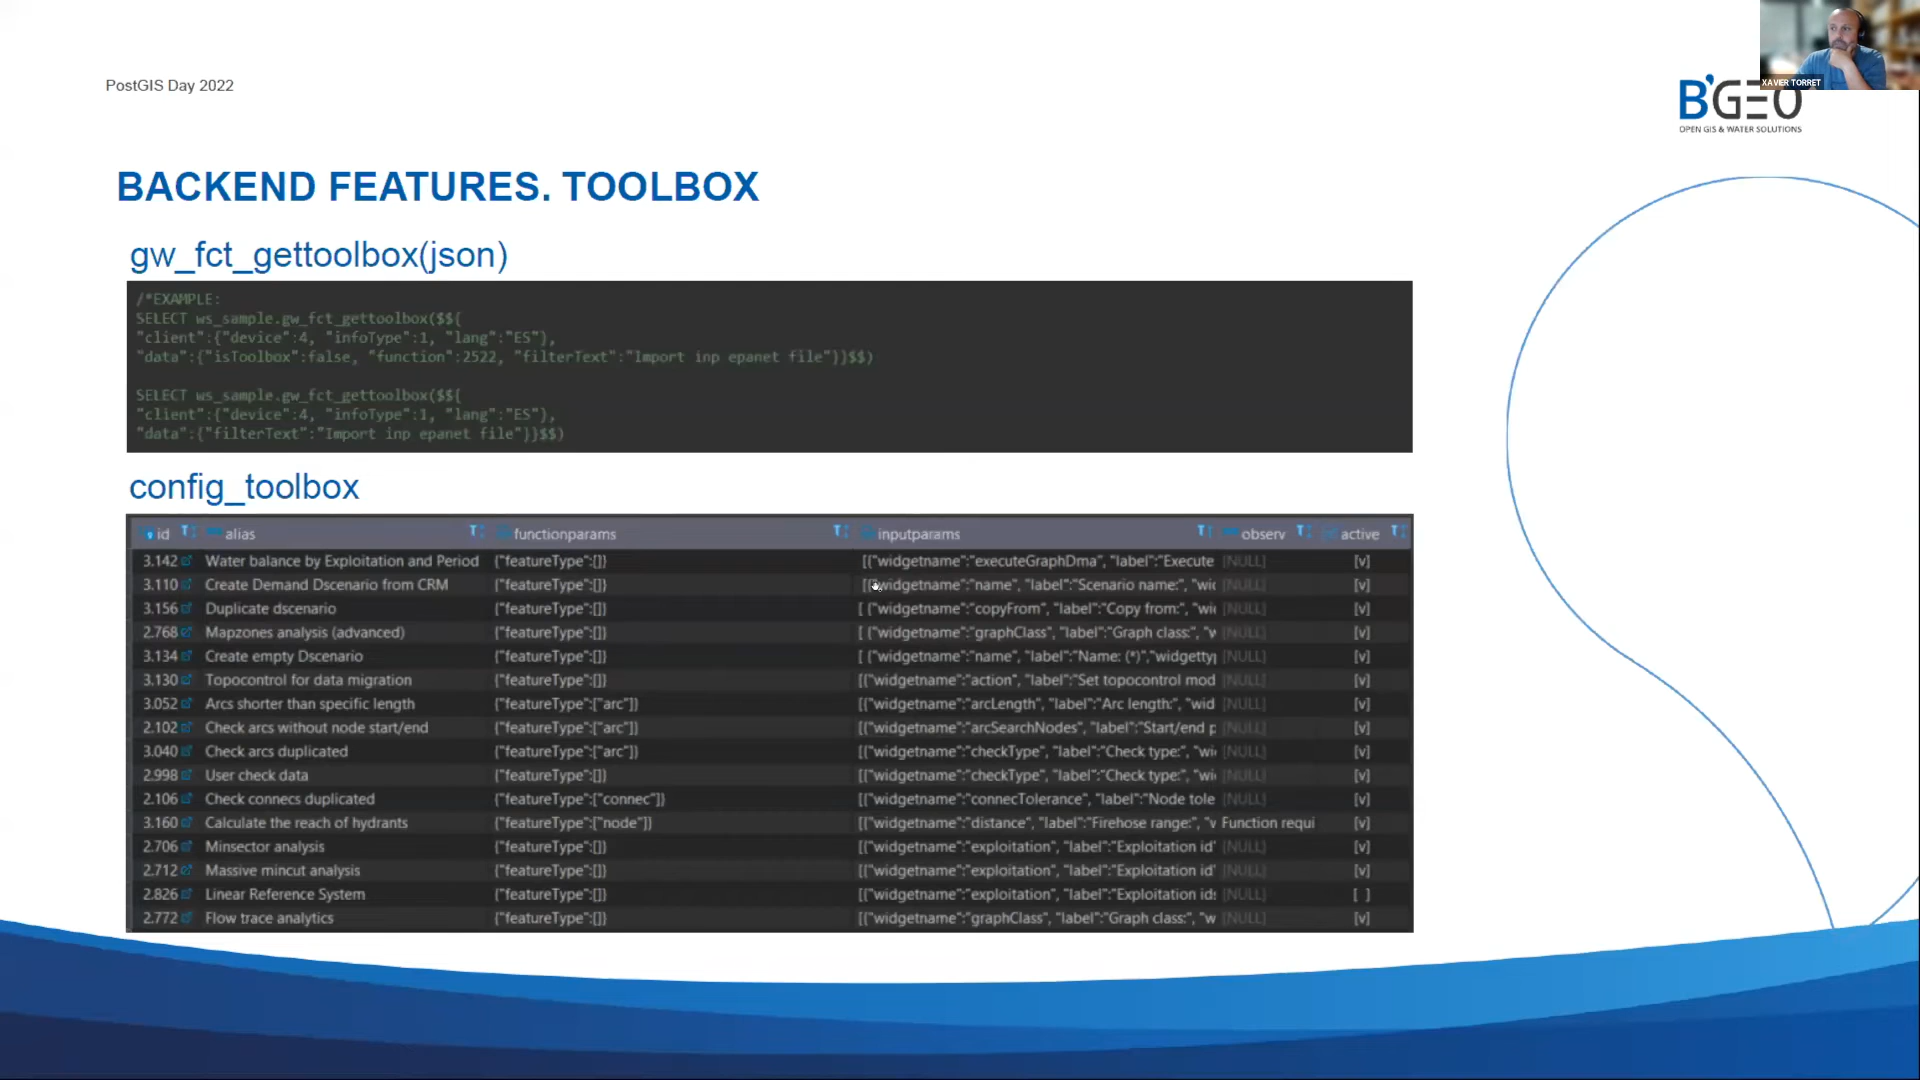 XAVIER TORRET
PostGIS Day 2022
B'GEO
OPEN GIS & WATER SOLUTIONS
BACKEND FEATURES. TOOLBOX
gw_fct_gettoolbox(json)
/*EXAMPLE:
SELECT ws_sample.gw_fct_gettoolbox($${
"client":{"device":4, "infoType":1, "lang":"ES"},
"data":{"isToolbox":false, "function":2522, "filterText":"Import inp epanet file"}}$$)
SELECT ws_sample.gw_fct_gettoolbox($${
"client":{"device":4, "infoType":1, "lang":"ES"},
"data":{"filterText":"Import inp epanet file"}}$$)
config_toolbox
id alias functionparams inputparams observ active
3.142 Water balance by Exploitation and Period {"featureType":[]} [{"widgetname":"executeGraphDma", "label":"Execute [NULL] [v]
3.110 Create Demand Dscenario from CRM {"featureType":[]} [{"widgetname":"name", "label":"Scenario name:", "wic [NULL] [v]
3.156 Duplicate dscenario {"featureType":[]} [ {"widgetname":"copyFrom", "label":"Copy from:", "wi [NULL] [v]
2.768 Mapzones analysis (advanced) {"featureType":[]} [ {"widgetname":"graphClass", "label":"Graph class:", "w [NULL] [v]
3.134 Create empty Dscenario {"featureType":[]} [ {"widgetname":"name", "label":"Name: (*)","widgetty [NULL] [v]
3.130 Topocontrol for data migration {"featureType":[]} [{"widgetname":"action", "label":"Set topocontrol mod [NULL] [v]
3.052 Arcs shorter than specific length {"featureType":["arc"]} [{"widgetname":"arcLength", "label":"Arc length:", "wid [NULL] [v]
2.102 Check arcs without node start/end {"featureType":["arc"]} [{"widgetname":"arcSearchNodes", "label":"Start/end p [NULL] [v]
3.040 Check arcs duplicated {"featureType":["arc"]} [{"widgetname":"checkType", "label":"Check type:", "wi [NULL] [v]
2.998 User check data {"featureType":[]} [{"widgetname":"checkType", "label":"Check type:", "wi [NULL] [v]
2.106 Check connecs duplicated {"featureType":["connec"]} [{"widgetname":"connecTolerance", "label":"Node tole [NULL] [v]
3.160 Calculate the reach of hydrants {"featureType":["node"]} [{"widgetname":"distance", "label":"Firehose range:", "w Function requi [v]
2.706 Minsector analysis {"featureType":[]} [{"widgetname":"exploitation", "label":"Exploitation id" [NULL] [v]
2.712 Massive mincut analysis {"featureType":[]} [{"widgetname":"exploitation", "label":"Exploitation id" [NULL] [v]
2.826 Linear Reference System {"featureType":[]} [{"widgetname":"exploitation", "label":"Exploitation ids [NULL] [ ]
2.772 Flow trace analytics {"featureType":[]} [{"widgetname":"graphClass", "label":"Graph class:", "w [NULL] [v]